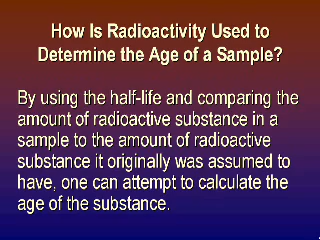 How Is Radioactivity Used to
Determine the Age of a Sample?
By using the half-life and comparing the
amount of radioactive substance in a
sample to the amount of radioactive
substance it originally was assumed to
have, one can attempt to calculate the
age of the substance.